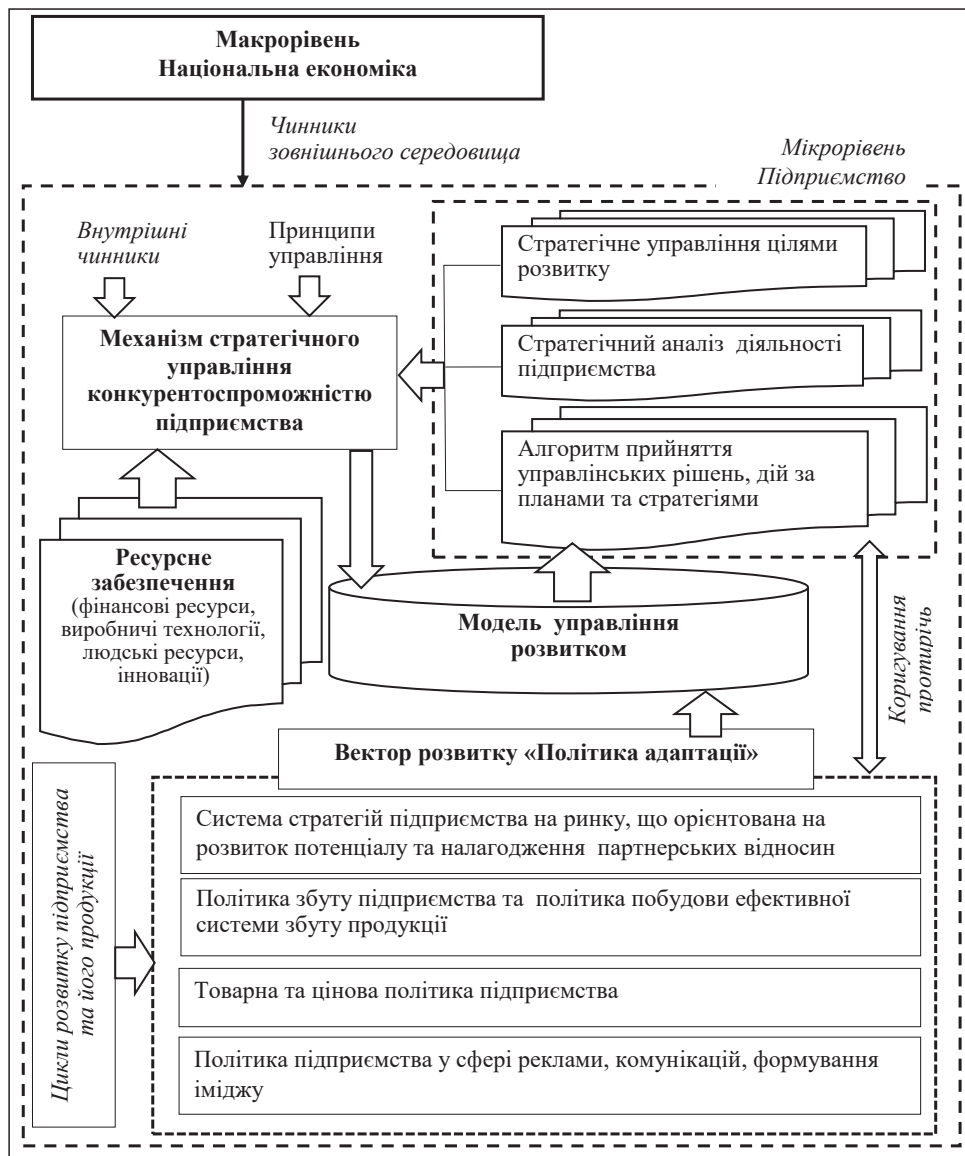 Макрорівень
Національна економіка
Чинники
зовнішнього середовища
Мікрорівень
Підприємство
Внутрішні
чинники
Принципи
управління
Стратегічне управління цілями
розвитку
Механізм стратегічного
управління
конкурентоспроможністю
підприємства
Стратегічний аналіз діяльності
підприємства
Алгоритм прийняття
управлінських рішень, дій за
планами та стратегіями
Ресурсне
забезпечення
(фінансові ресурси,
виробничі технології,
людські ресурси,
інновації)
Модель управління
розвитком
Коригування
протирічь
Вектор розвитку «Політика адаптації»
Цикли розвитку підприємства
та його продукції
Система стратегій підприємства на ринку, що орієнтована на
розвиток потенціалу та налагодження партнерських відносин
Політика збуту підприємства та політика побудови ефективної
системи збуту продукції
Товарна та цінова політика підприємства
Політика підприємства у сфері реклами, комунікацій, формування
іміджу